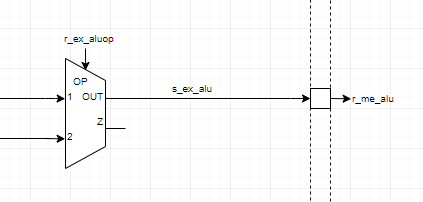 r_ex_aluop
OP
1 OUT
s_ex_alu
r_me_alu
Z
2